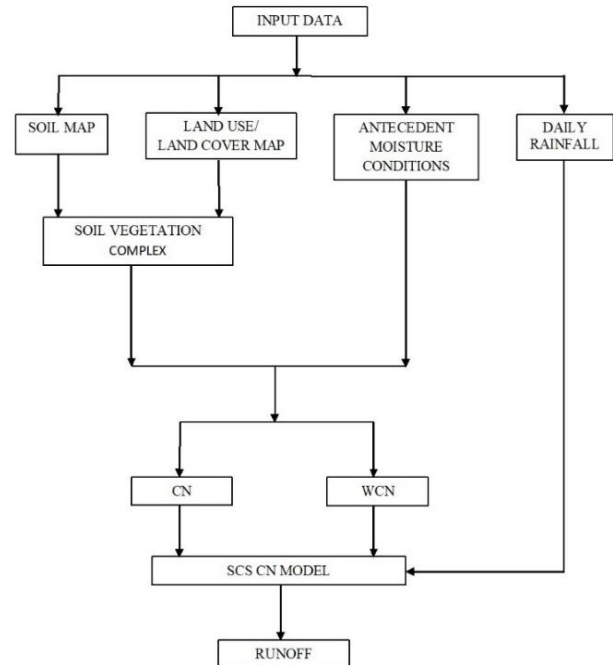 INPUT DATA
SOIL MAP
LAND USE/
LAND COVER MAP
ANTECEDENT
MOISTURE
CONDITIONS
DAILY
RAINFALL
SOIL VEGETATION
COMPLEX
CN
WCN
SCS CN MODEL
RUNOFF